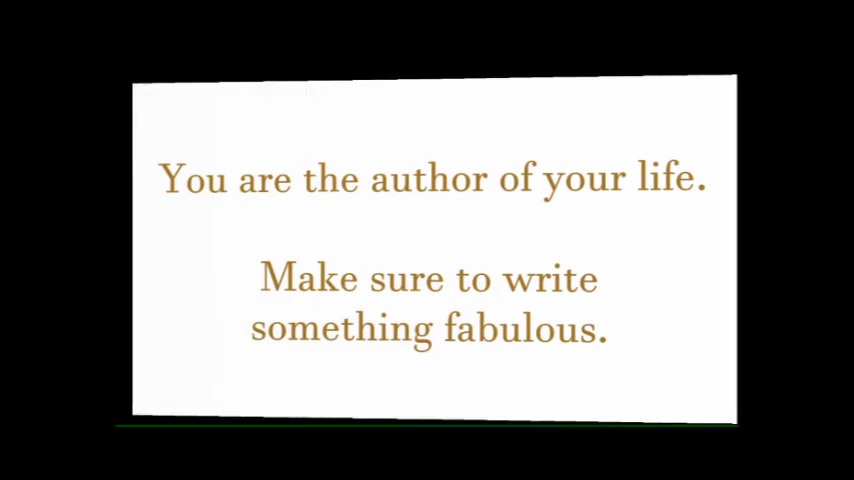 You are the author of your life.
Make sure to write
something fabulous.